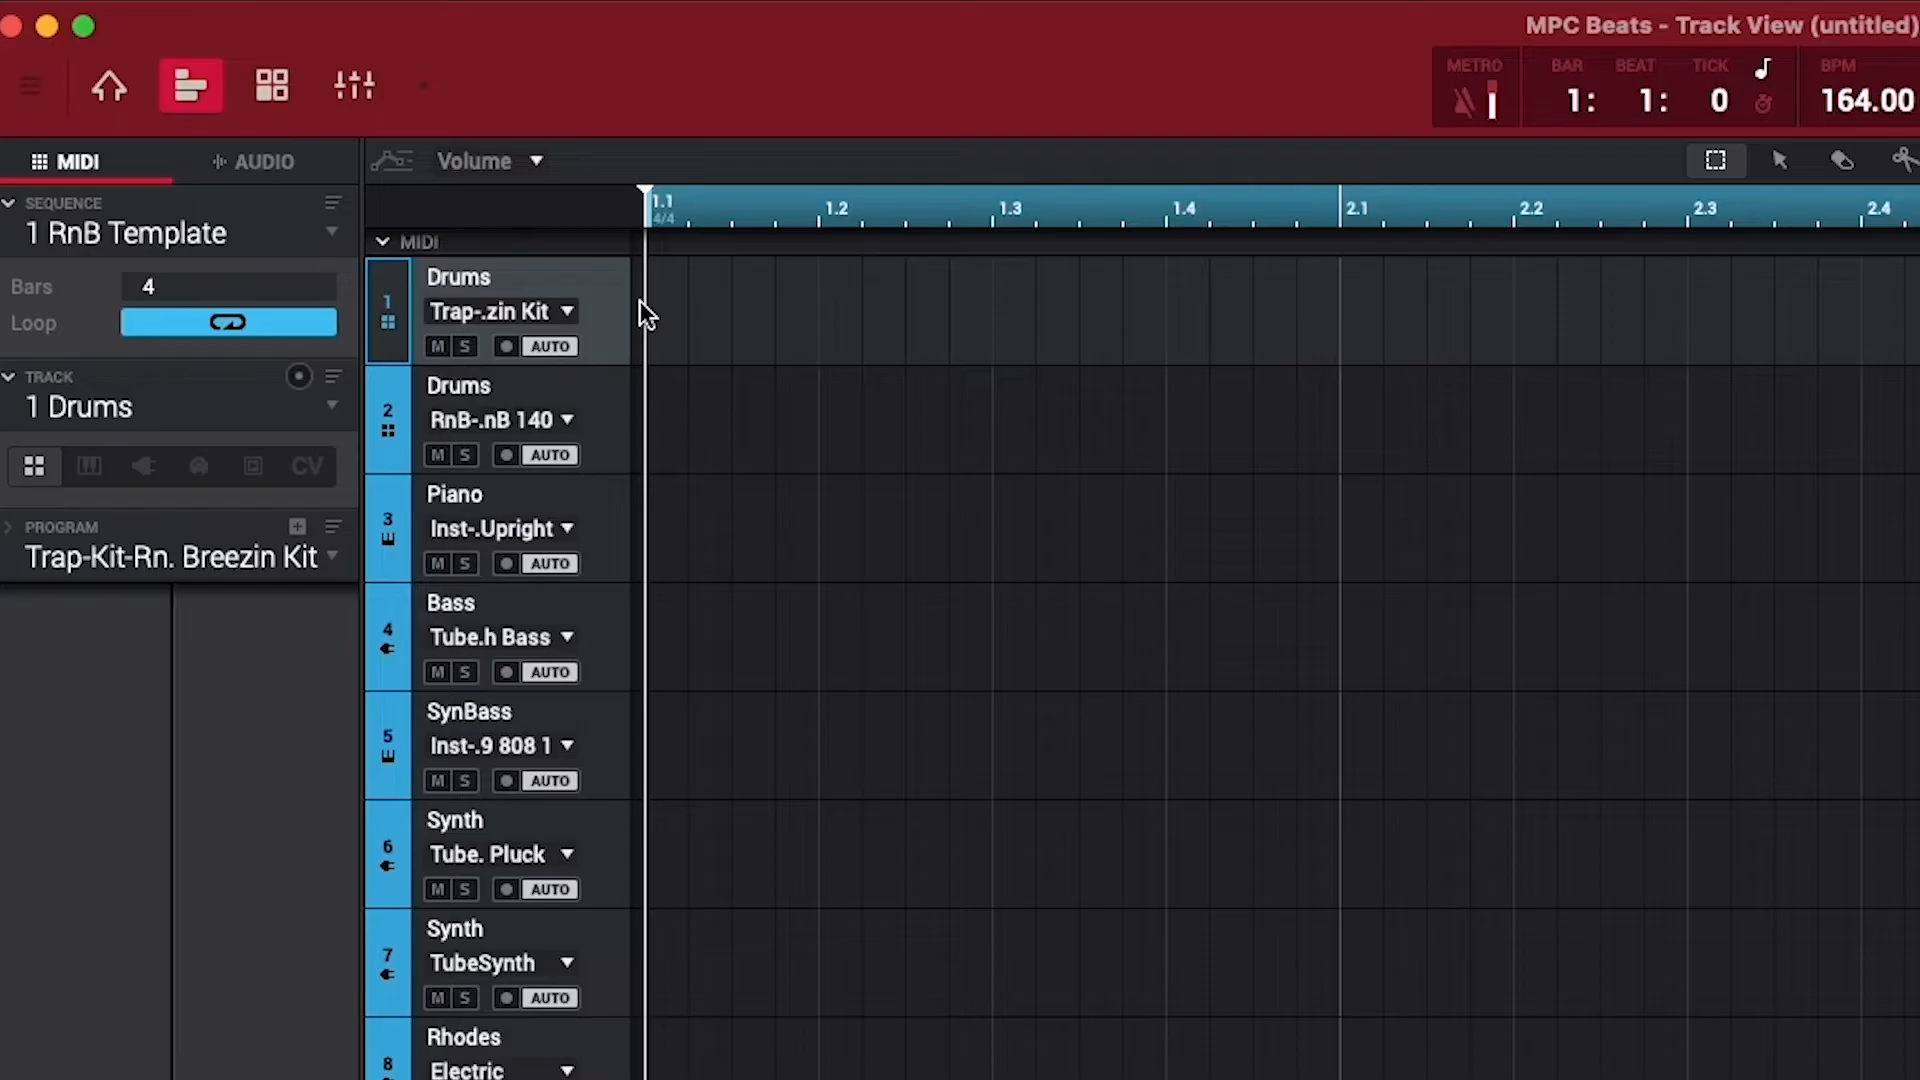 MPC Beats - Track View (untitled)
METRO
BAR BEAT TICK
1: 1: 0
BPM
164.00
MIDI
AUDIO
SEQUENCE
1 RnB Template
Bars 4
Loop
TRACK
1 Drums
CV
PROGRAM
Trap-Kit-Rn. Breezin Kit
Volume
1.1 1.2 1.3 1.4 2.1 2.2 2.3 2.4
4/4
MIDI
1
Drums
Trap-.zin Kit
M S AUTO
2
Drums
RnB-.nB 140
M S AUTO
3
Piano
Inst-.Upright
M S AUTO
4
Bass
Tube.h Bass
M S AUTO
5
SynBass
Inst-.9 808 1
M S AUTO
6
Synth
Tube. Pluck
M S AUTO
7
Synth
TubeSynth
M S AUTO
8
Rhodes
Electric